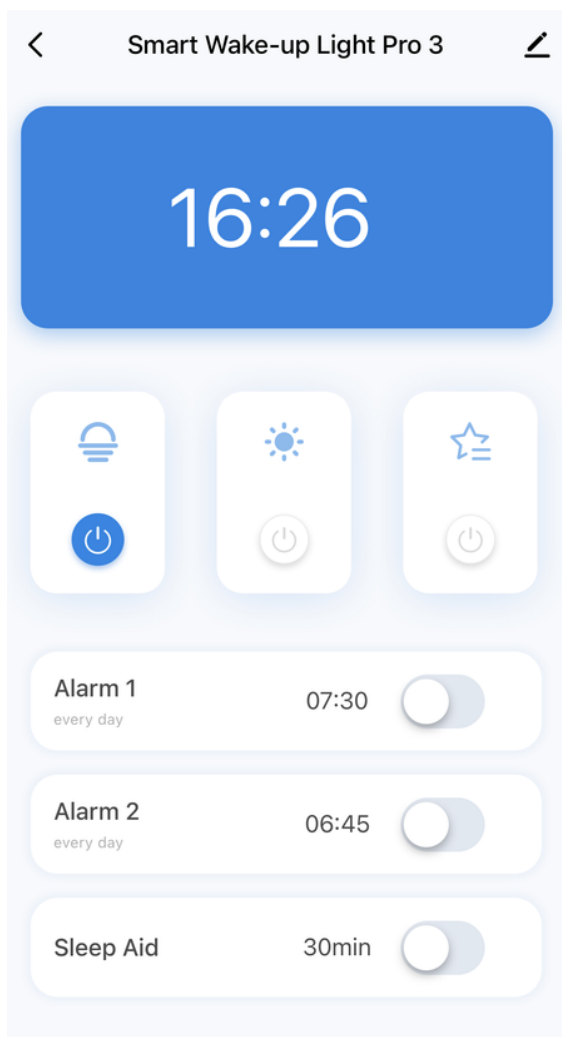 Smart Wake-up Light Pro 3
16:26
Alarm 1
every day
07:30
Alarm 2
every day
06:45
Sleep Aid
30min